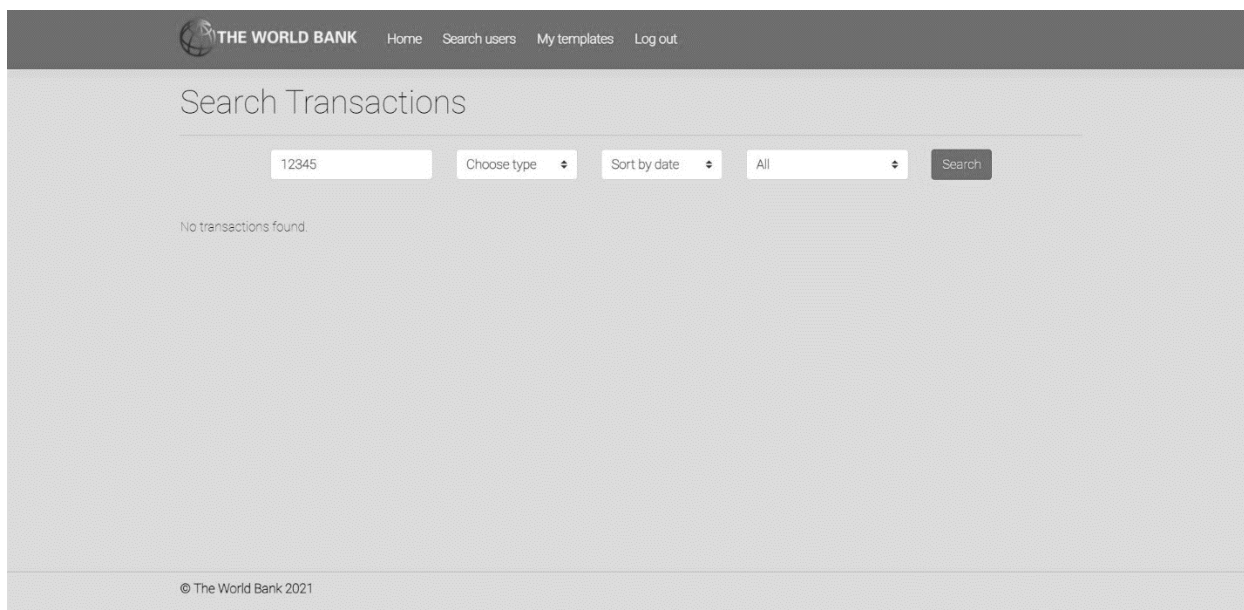 THE WORLD BANK Home Search users My templates Log out
Search Transactions
12345 Choose type Sort by date All Search
No transactions found.
© The World Bank 2021